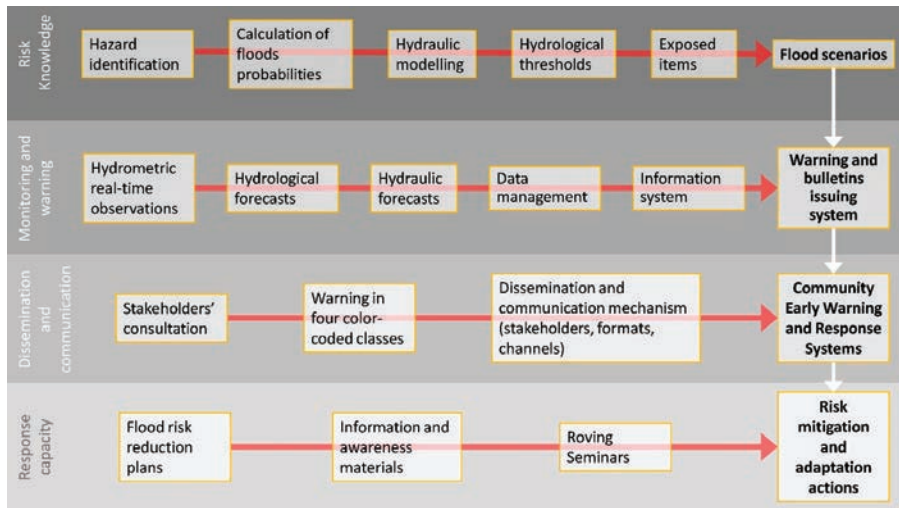 Risk
Knowledge
Hazard
identification
Calculation of
floods
probabilities
Hydraulic
modelling
Hydrological
thresholds
Exposed
items
Flood scenarios
Monitoring and
warning
Hydrometric
real-time
observations
Hydrological
forecasts
Hydraulic
forecasts
Data
management
Information
system
Warning and
bulletins
issuing
system
Dissemination
and
communication
Stakeholders'
consultation
Warning in
four color-
coded classes
Dissemination and
communication mechanism
(stakeholders, formats,
channels)
Community
Early Warning
and Response
Systems
Response
capacity
Flood risk
reduction
plans
Information and
awareness
materials
Roving
Seminars
Risk
mitigation
and
adaptation
actions